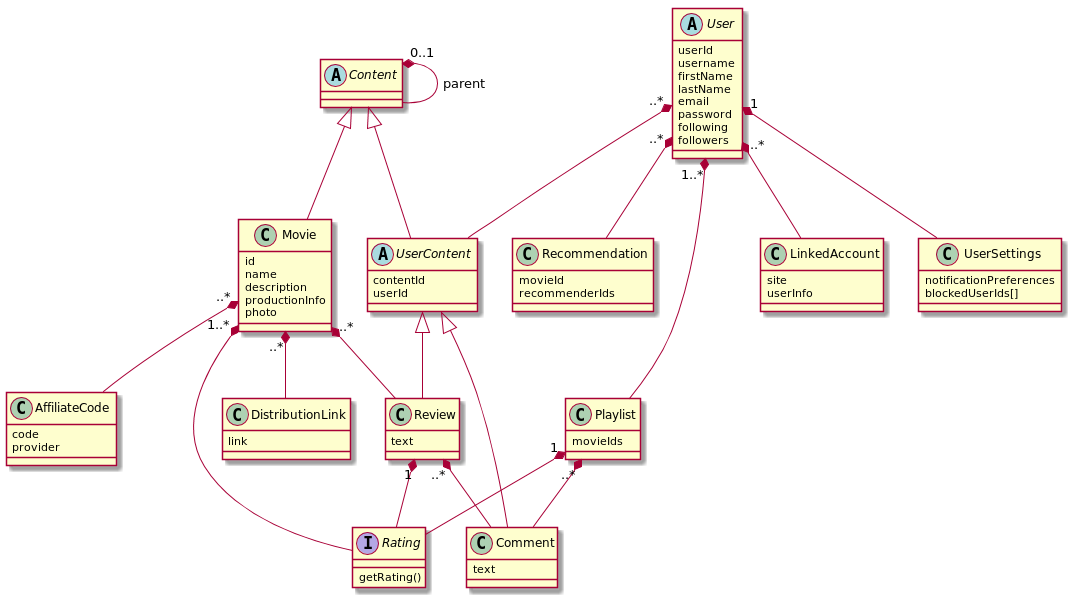 A User
userId
username
firstName
lastName
email
password
following
followers
0..1
A Content
parent
..*
1
..*
..*
1..*
C Movie
id
name
description
productionInfo
photo
A UserContent
contentId
userId
C Recommendation
movieId
recommenderIds
C LinkedAccount
site
userInfo
C UserSettings
notificationPreferences
blockedUserIds[]
..*
1..*
..*
..*
C AffiliateCode
code
provider
C DistributionLink
link
C Review
text
C Playlist
movieIds
1
..*
1
..*
I Rating
getRating()
C Comment
text